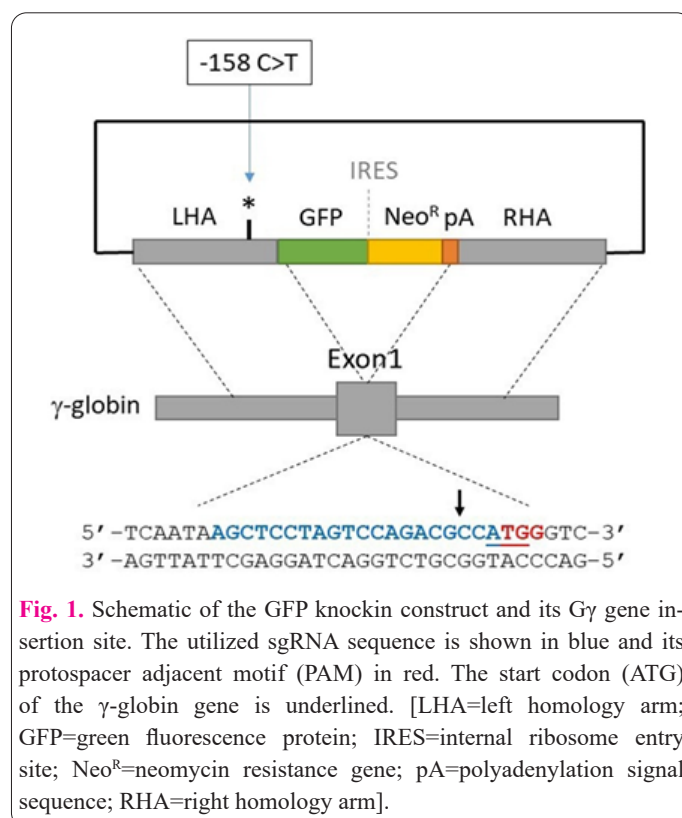 -158 C>T
*
IRES
LHA GFP Neoᴿ pA RHA
Exon1
γ-globin
5′-TCAATAAGCTCCTAGTCCAGACGCCATGGGTC-3′
3′-AGTTATTCGAGGATCAGGTCTGCGGTACCCAG-5′
Fig. 1. Schematic of the GFP knockin construct and its Gγ gene in-
sertion site. The utilized sgRNA sequence is shown in blue and its
protospacer adjacent motif (PAM) in red. The start codon (ATG)
of the γ-globin gene is underlined. [LHA=left homology arm;
GFP=green fluorescence protein; IRES=internal ribosome entry
site; Neoᴿ=neomycin resistance gene; pA=polyadenylation signal
sequence; RHA=right homology arm].